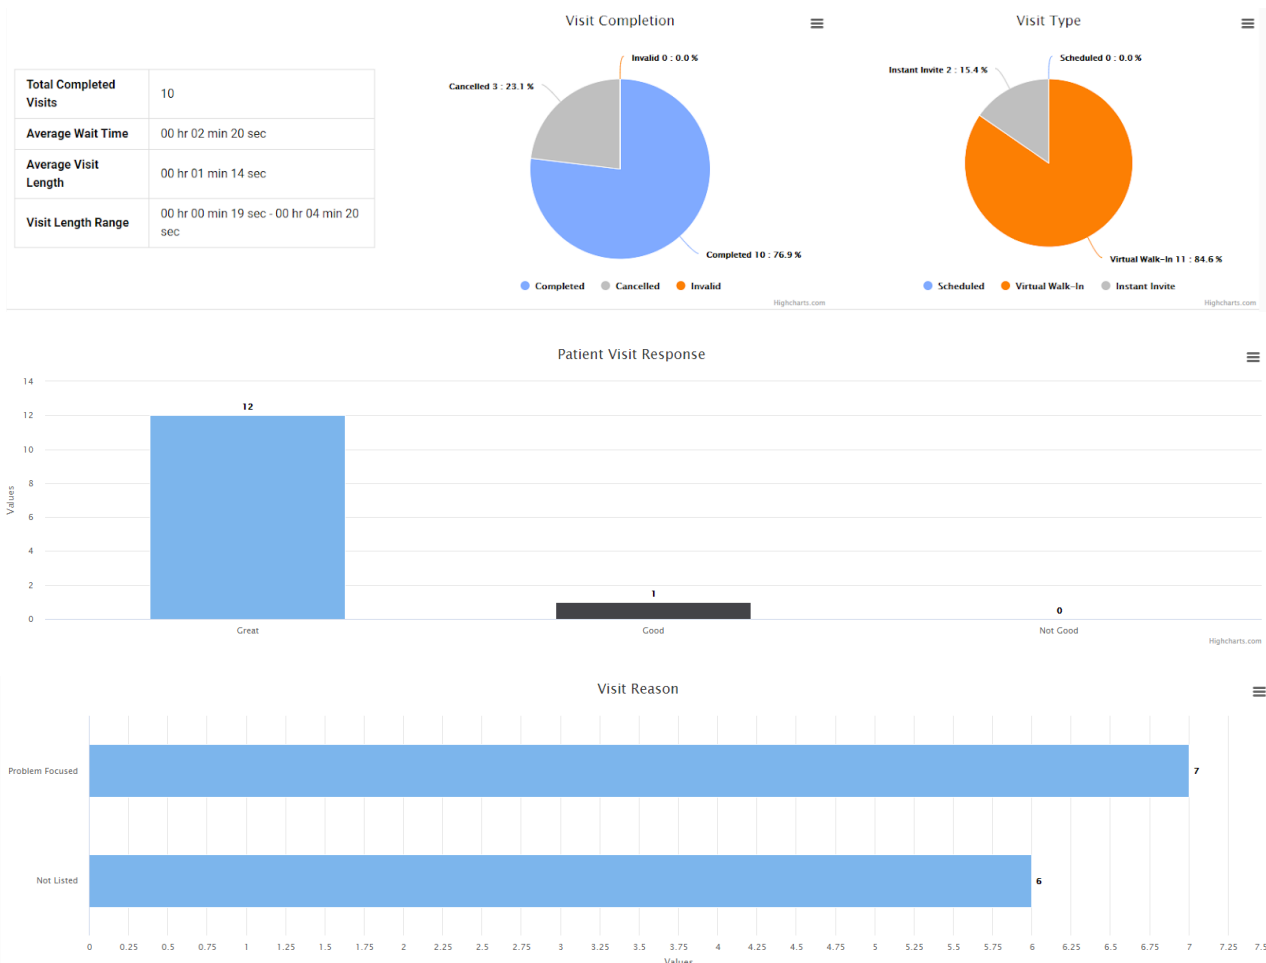 Total Completed
Visits
10
Average Wait Time
00 hr 02 min 20 sec
Average Visit
Length
00 hr 01 min 14 sec
Visit Length Range
00 hr 00 min 19 sec - 00 hr 04 min 20
sec
Visit Completion
Invalid 0 : 0.0 %
Cancelled 3 : 23.1 %
Completed 10 : 76.9 %
Completed Cancelled Invalid
Highcharts.com
Visit Type
Scheduled 0 : 0.0 %
Instant Invite 2 : 15.4 %
Virtual Walk-In 11 : 84.6 %
Scheduled Virtual Walk-In Instant Invite
Highcharts.com
Patient Visit Response
Values
14
12
10
8
6
4
2
0
12
1
0
Great Good Not Good
Highcharts.com
Visit Reason
Problem Focused
7
Not Listed
6
0 0.25 0.5 0.75 1 1.25 1.5 1.75 2 2.25 2.5 2.75 3 3.25 3.5 3.75 4 4.25 4.5 4.75 5 5.25 5.5 5.75 6 6.25 6.5 6.75 7 7.25 7.5
Values